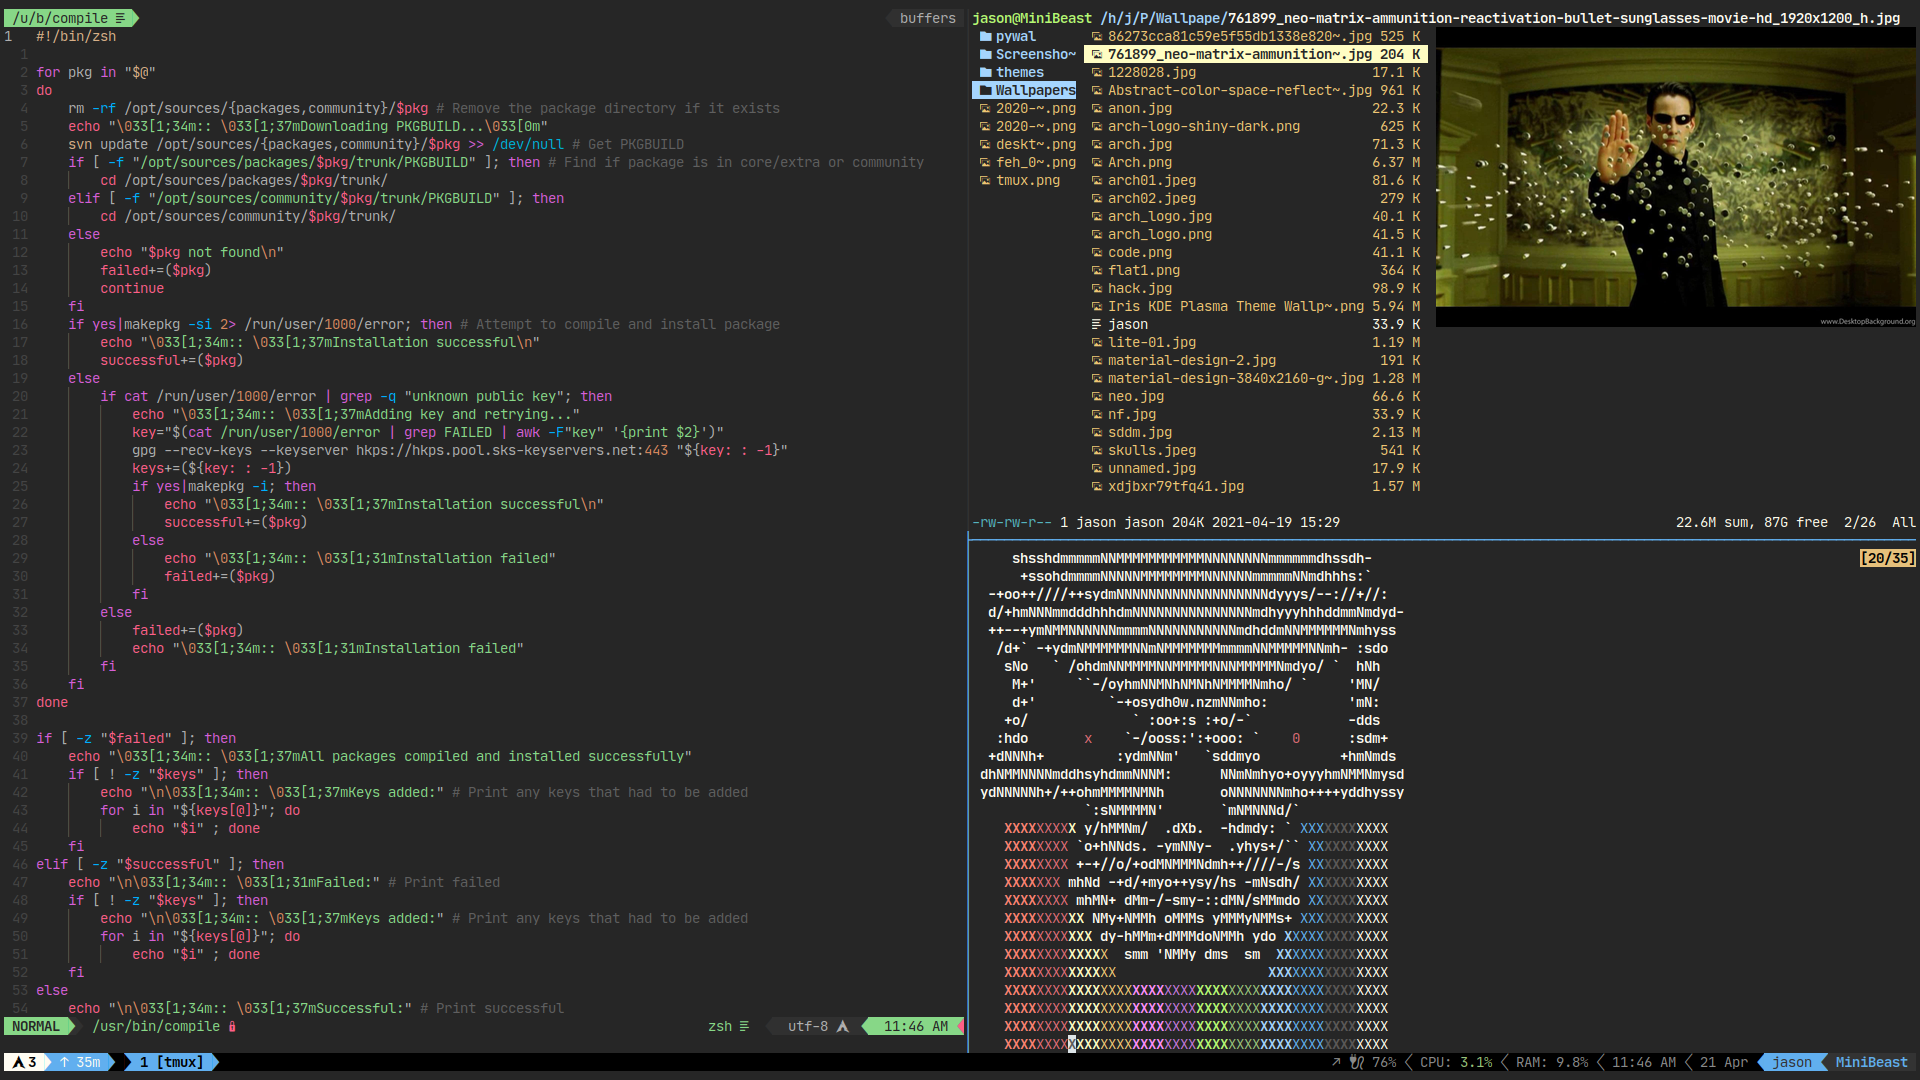 /u/b/compile
buffers
1 #!/bin/zsh
1
2 for pkg in "$@"
3 do
4 rm -rf /opt/sources/{packages,community}/$pkg # Remove the package directory if it exists
5 echo "\033[1;34m:: \033[1;37mDownloading PKGBUILD...\033[0m"
6 svn update /opt/sources/{packages,community}/$pkg >> /dev/null # Get PKGBUILD
7 if [ -f "/opt/sources/packages/$pkg/trunk/PKGBUILD" ]; then # Find if package is in core/extra or community
8 cd /opt/sources/packages/$pkg/trunk/
9 elif [ -f "/opt/sources/community/$pkg/trunk/PKGBUILD" ]; then
10 cd /opt/sources/community/$pkg/trunk/
11 else
12 echo "$pkg not found\n"
13 failed+=($pkg)
14 continue
15 fi
16 if yes|makepkg -si 2> /run/user/1000/error; then # Attempt to compile and install package
17 echo "\033[1;34m:: \033[1;37mInstallation successful\n"
18 successful+=($pkg)
19 else
20 if cat /run/user/1000/error | grep -q "unknown public key"; then
21 echo "\033[1;34m:: \033[1;37mAdding key and retrying..."
22 key="$(cat /run/user/1000/error | grep FAILED | awk -F"key" '{print $2}')"
23 gpg --recv-keys --keyserver hkps://hkps.pool.sks-keyservers.net:443 "${key: : -1}"
24 keys+=(${key: : -1})
25 if yes|makepkg -i; then
26 echo "\033[1;34m:: \033[1;37mInstallation successful\n"
27 successful+=($pkg)
28 else
29 echo "\033[1;34m:: \033[1;31mInstallation failed"
30 failed+=($pkg)
31 fi
32 else
33 failed+=($pkg)
34 echo "\033[1;34m:: \033[1;31mInstallation failed"
35 fi
36 fi
37 done
38
39 if [ -z "$failed" ]; then
40 echo "\033[1;34m:: \033[1;37mAll packages compiled and installed successfully"
41 if [ ! -z "$keys" ]; then
42 echo "\n\033[1;34m:: \033[1;37mKeys added:" # Print any keys that had to be added
43 for i in "${keys[@]}"; do
44 echo "$i" ; done
45 fi
46 elif [ -z "$successful" ]; then
47 echo "\n\033[1;34m:: \033[1;31mFailed:" # Print failed
48 if [ ! -z "$keys" ]; then
49 echo "\n\033[1;34m:: \033[1;37mKeys added:" # Print any keys that had to be added
50 for i in "${keys[@]}"; do
51 echo "$i" ; done
52 fi
53 else
54 echo "\n\033[1;34m:: \033[1;37mSuccessful:" # Print successful
NORMAL /usr/bin/compile zsh utf-8 11:46 AM
jason@MiniBeast /h/j/P/Wallpape/761899_neo-matrix-ammunition-reactivation-bullet-sunglasses-movie-hd_1920x1200_h.jpg
pywal
Screensho~
themes
Wallpapers
2020-~.png
2020-~.png
deskt~.png
feh_0~.png
tmux.png
86273cca81c59e5f55db1338e820~.jpg 525 K
761899_neo-matrix-ammunition~.jpg 204 K
1228028.jpg 17.1 K
Abstract-color-space-reflect~.jpg 961 K
anon.jpg 22.3 K
arch-logo-shiny-dark.png 625 K
arch.jpg 71.3 K
Arch.png 6.37 M
arch01.jpeg 81.6 K
arch02.jpeg 279 K
arch_logo.jpg 40.1 K
arch_logo.png 41.5 K
code.png 41.1 K
flat1.png 364 K
hack.jpg 98.9 K
Iris KDE Plasma Theme Wallp~.png 5.94 M
jason 33.9 K
lite-01.jpg 1.19 M
material-design-2.jpg 191 K
material-design-3840x2160-g~.jpg 1.28 M
neo.jpg 66.6 K
nf.jpg 33.9 K
sddm.jpg 2.13 M
skulls.jpeg 541 K
unnamed.jpg 17.9 K
xdjbxr79tfq41.jpg 1.57 M
www.DesktopBackground.org
-rw-rw-r-- 1 jason jason 204K 2021-04-19 15:29 22.6M sum, 87G free 2/26 All
[20/35]
3 ↑ 35m 1 [tmux]
76% CPU: 3.1% RAM: 9.8% 11:46 AM 21 Apr jason MiniBeast